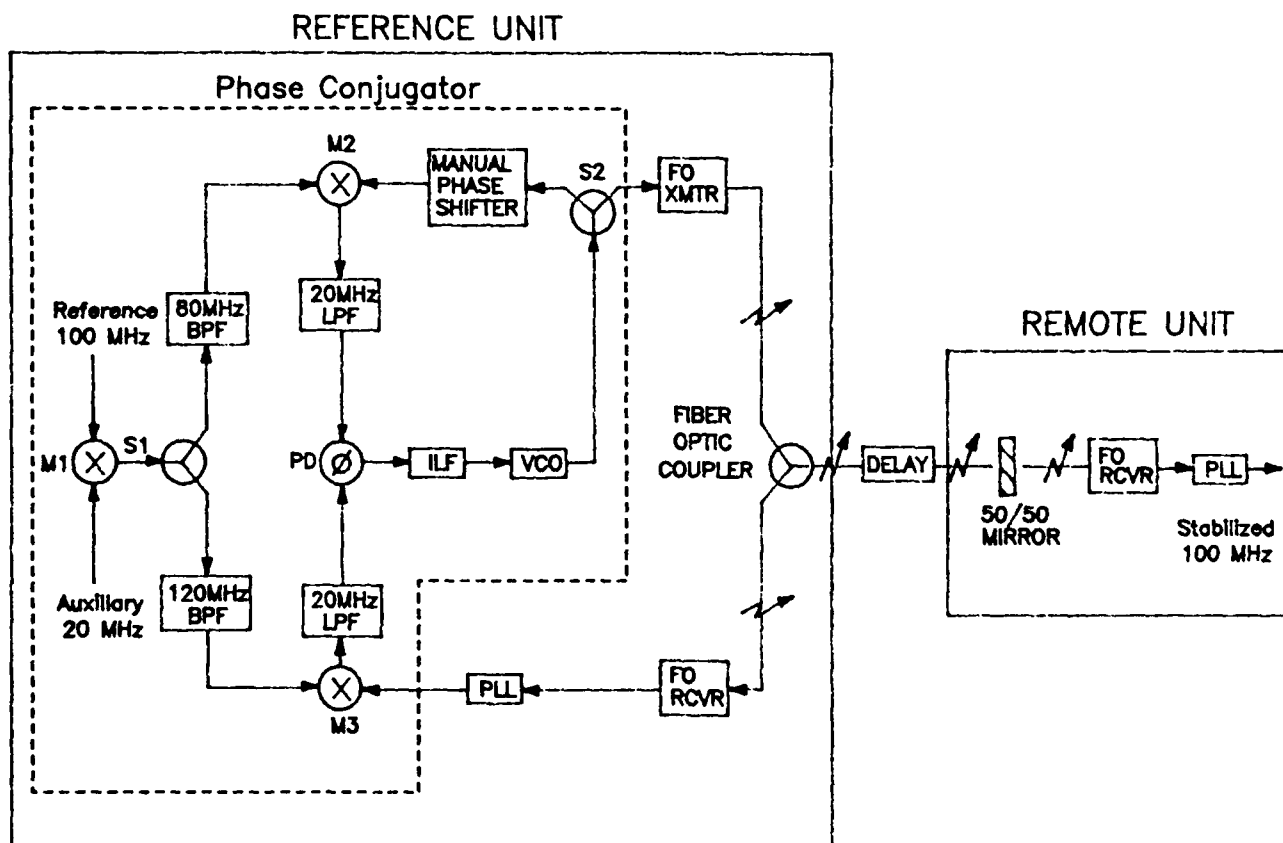 REFERENCE UNIT
Phase Conjugator
M2
MANUAL
PHASE
SHIFTER
S2
FO
XMTR
Reference
100 MHz
80MHz
BPF
20MHz
LPF
REMOTE UNIT
M1
S1
PD
Ø
ILF
VCO
FIBER
OPTIC
COUPLER
DELAY
FO
RCVR
PLL
50/50
MIRROR
Stabilized
100 MHz
Auxiliary
20 MHz
120MHz
BPF
20MHz
LPF
M3
PLL
FO
RCVR